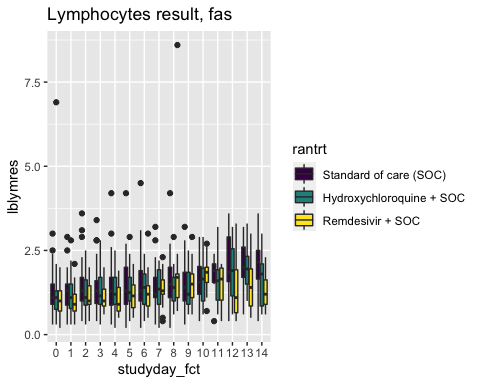 Lymphocytes result, fas
lblymres
7.5
5.0
2.5
0.0
0 1 2 3 4 5 6 7 8 9 10 11 12 13 14
studyday_fct
rantrt
Standard of care (SOC)
Hydroxychloroquine + SOC
Remdesivir + SOC